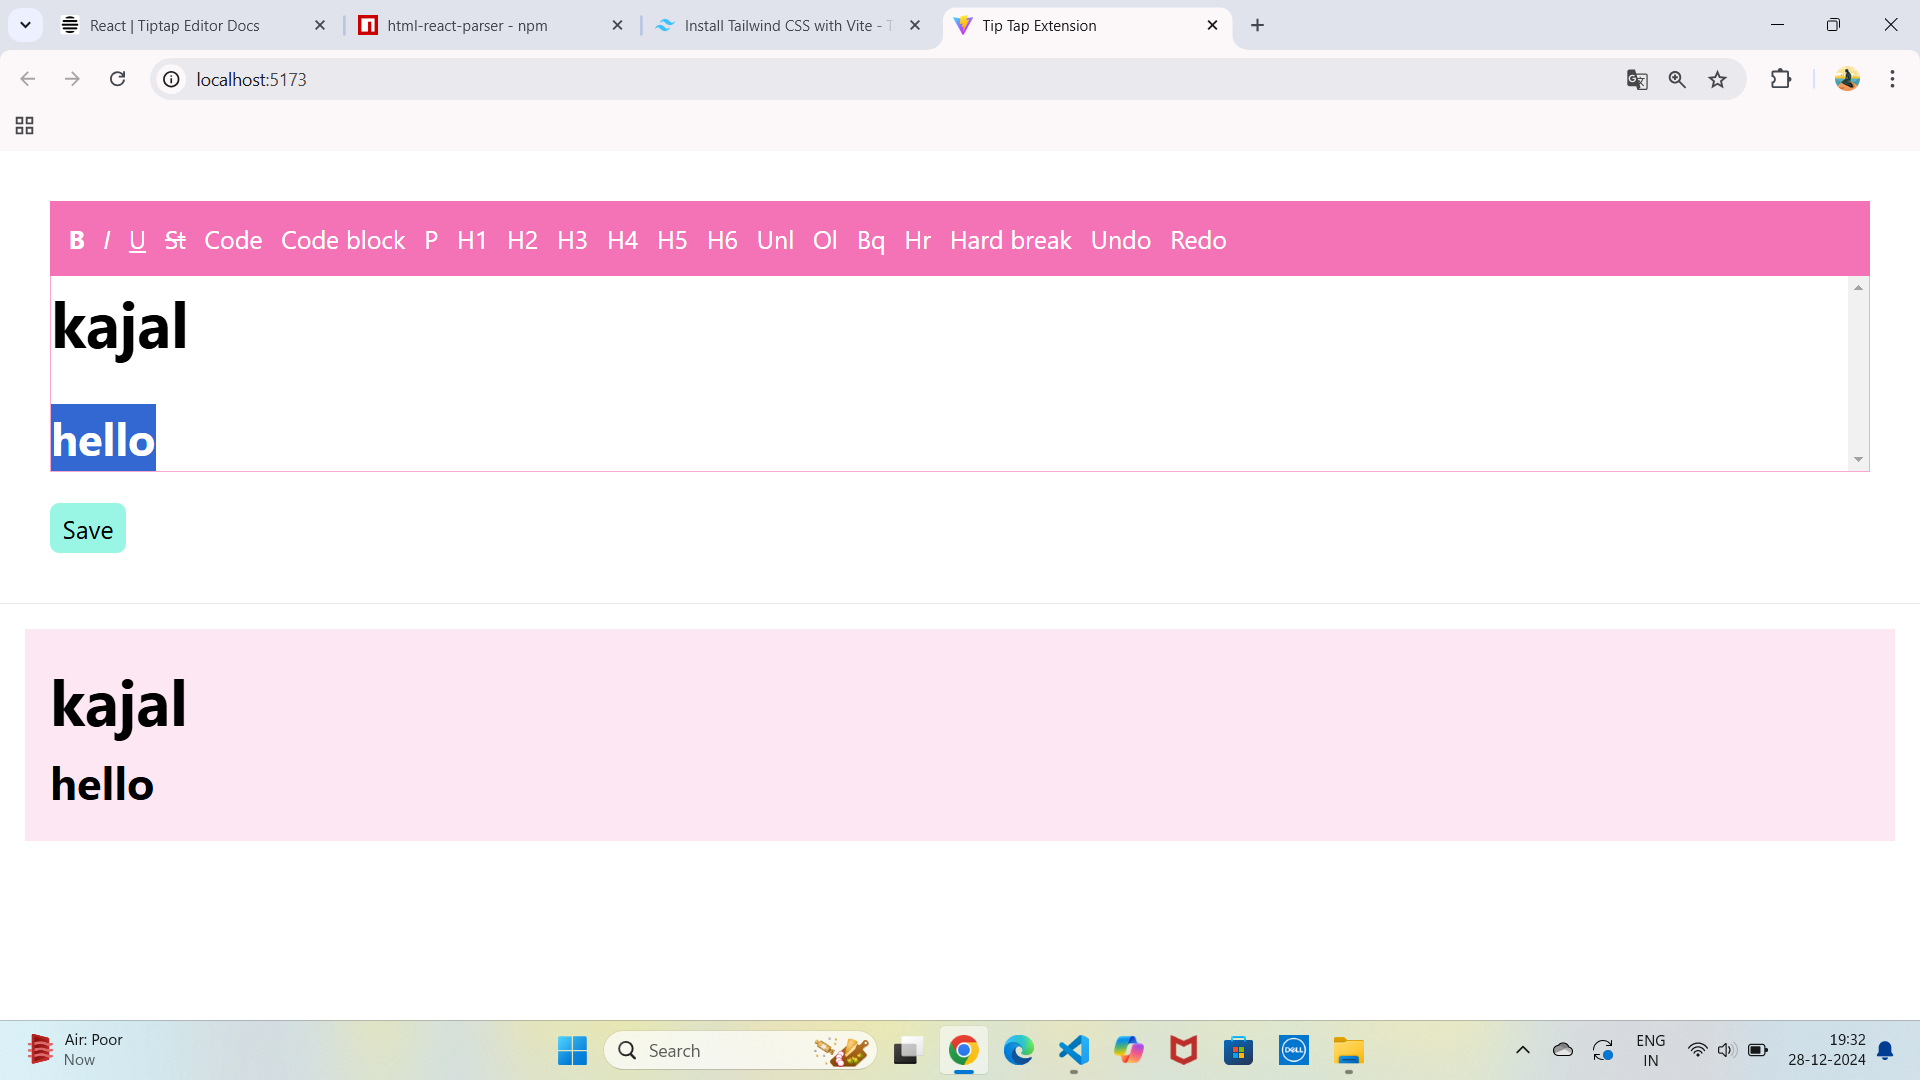 React | Tiptap Editor Docs
html-react-parser - npm
Install Tailwind CSS with Vite - T
Tip Tap Extension
localhost:5173
B I U St Code Code block P H1 H2 H3 H4 H5 H6 Unl Ol Bq Hr Hard break Undo Redo
kajal
hello
Save
kajal
hello
Air: Poor
Now
Search
DELL
ENG
IN
19:32
28-12-2024